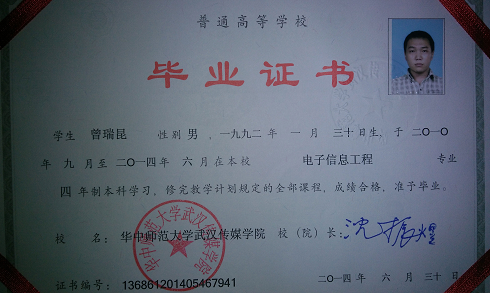 普通高等学校
毕业证书
学生 曾瑞昆 性别 男，一九九二年 一 月 三十日生，于 二〇一〇
年 九 月至 二〇一四年 六 月在本校 电子信息工程 专业
四 年制本科学习，修完教学计划规定的全部课程，成绩合格，准予毕业。
校 名：华中师范大学武汉传媒学院 校（院）长：沈振煌
华中师范大学武汉传媒学院
证书编号：136861201405467941
二〇一四年 六 月 三十 日